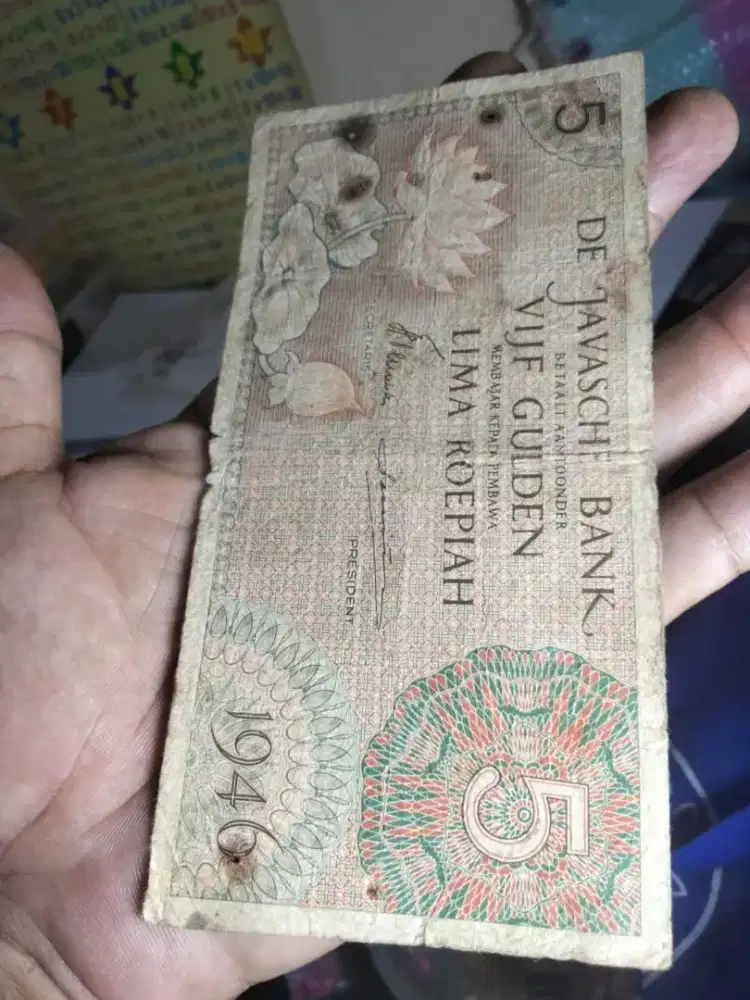 5
DE JAVASCHE BANK
BETAALT AAN TOONDER
VIJF GULDEN
MEMBAJAR KEPADA PEMBAWA
LIMA ROEPIAH
SECRETARIS
PRESIDENT
5
1946